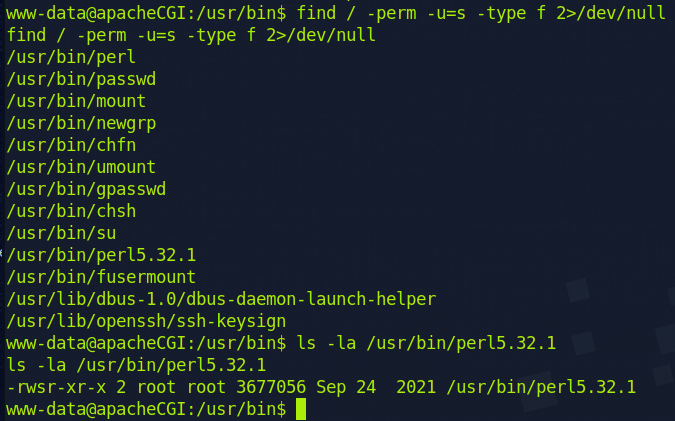 www-data@apacheCGI:/usr/bin$ find / -perm -u=s -type f 2>/dev/null
find / -perm -u=s -type f 2>/dev/null
/usr/bin/perl
/usr/bin/passwd
/usr/bin/mount
/usr/bin/newgrp
/usr/bin/chfn
/usr/bin/umount
/usr/bin/gpasswd
/usr/bin/chsh
/usr/bin/su
/usr/bin/perl5.32.1
/usr/bin/fusermount
/usr/lib/dbus-1.0/dbus-daemon-launch-helper
/usr/lib/openssh/ssh-keysign
www-data@apacheCGI:/usr/bin$ ls -la /usr/bin/perl5.32.1
ls -la /usr/bin/perl5.32.1
-rwsr-xr-x 2 root root 3677056 Sep 24  2021 /usr/bin/perl5.32.1
www-data@apacheCGI:/usr/bin$